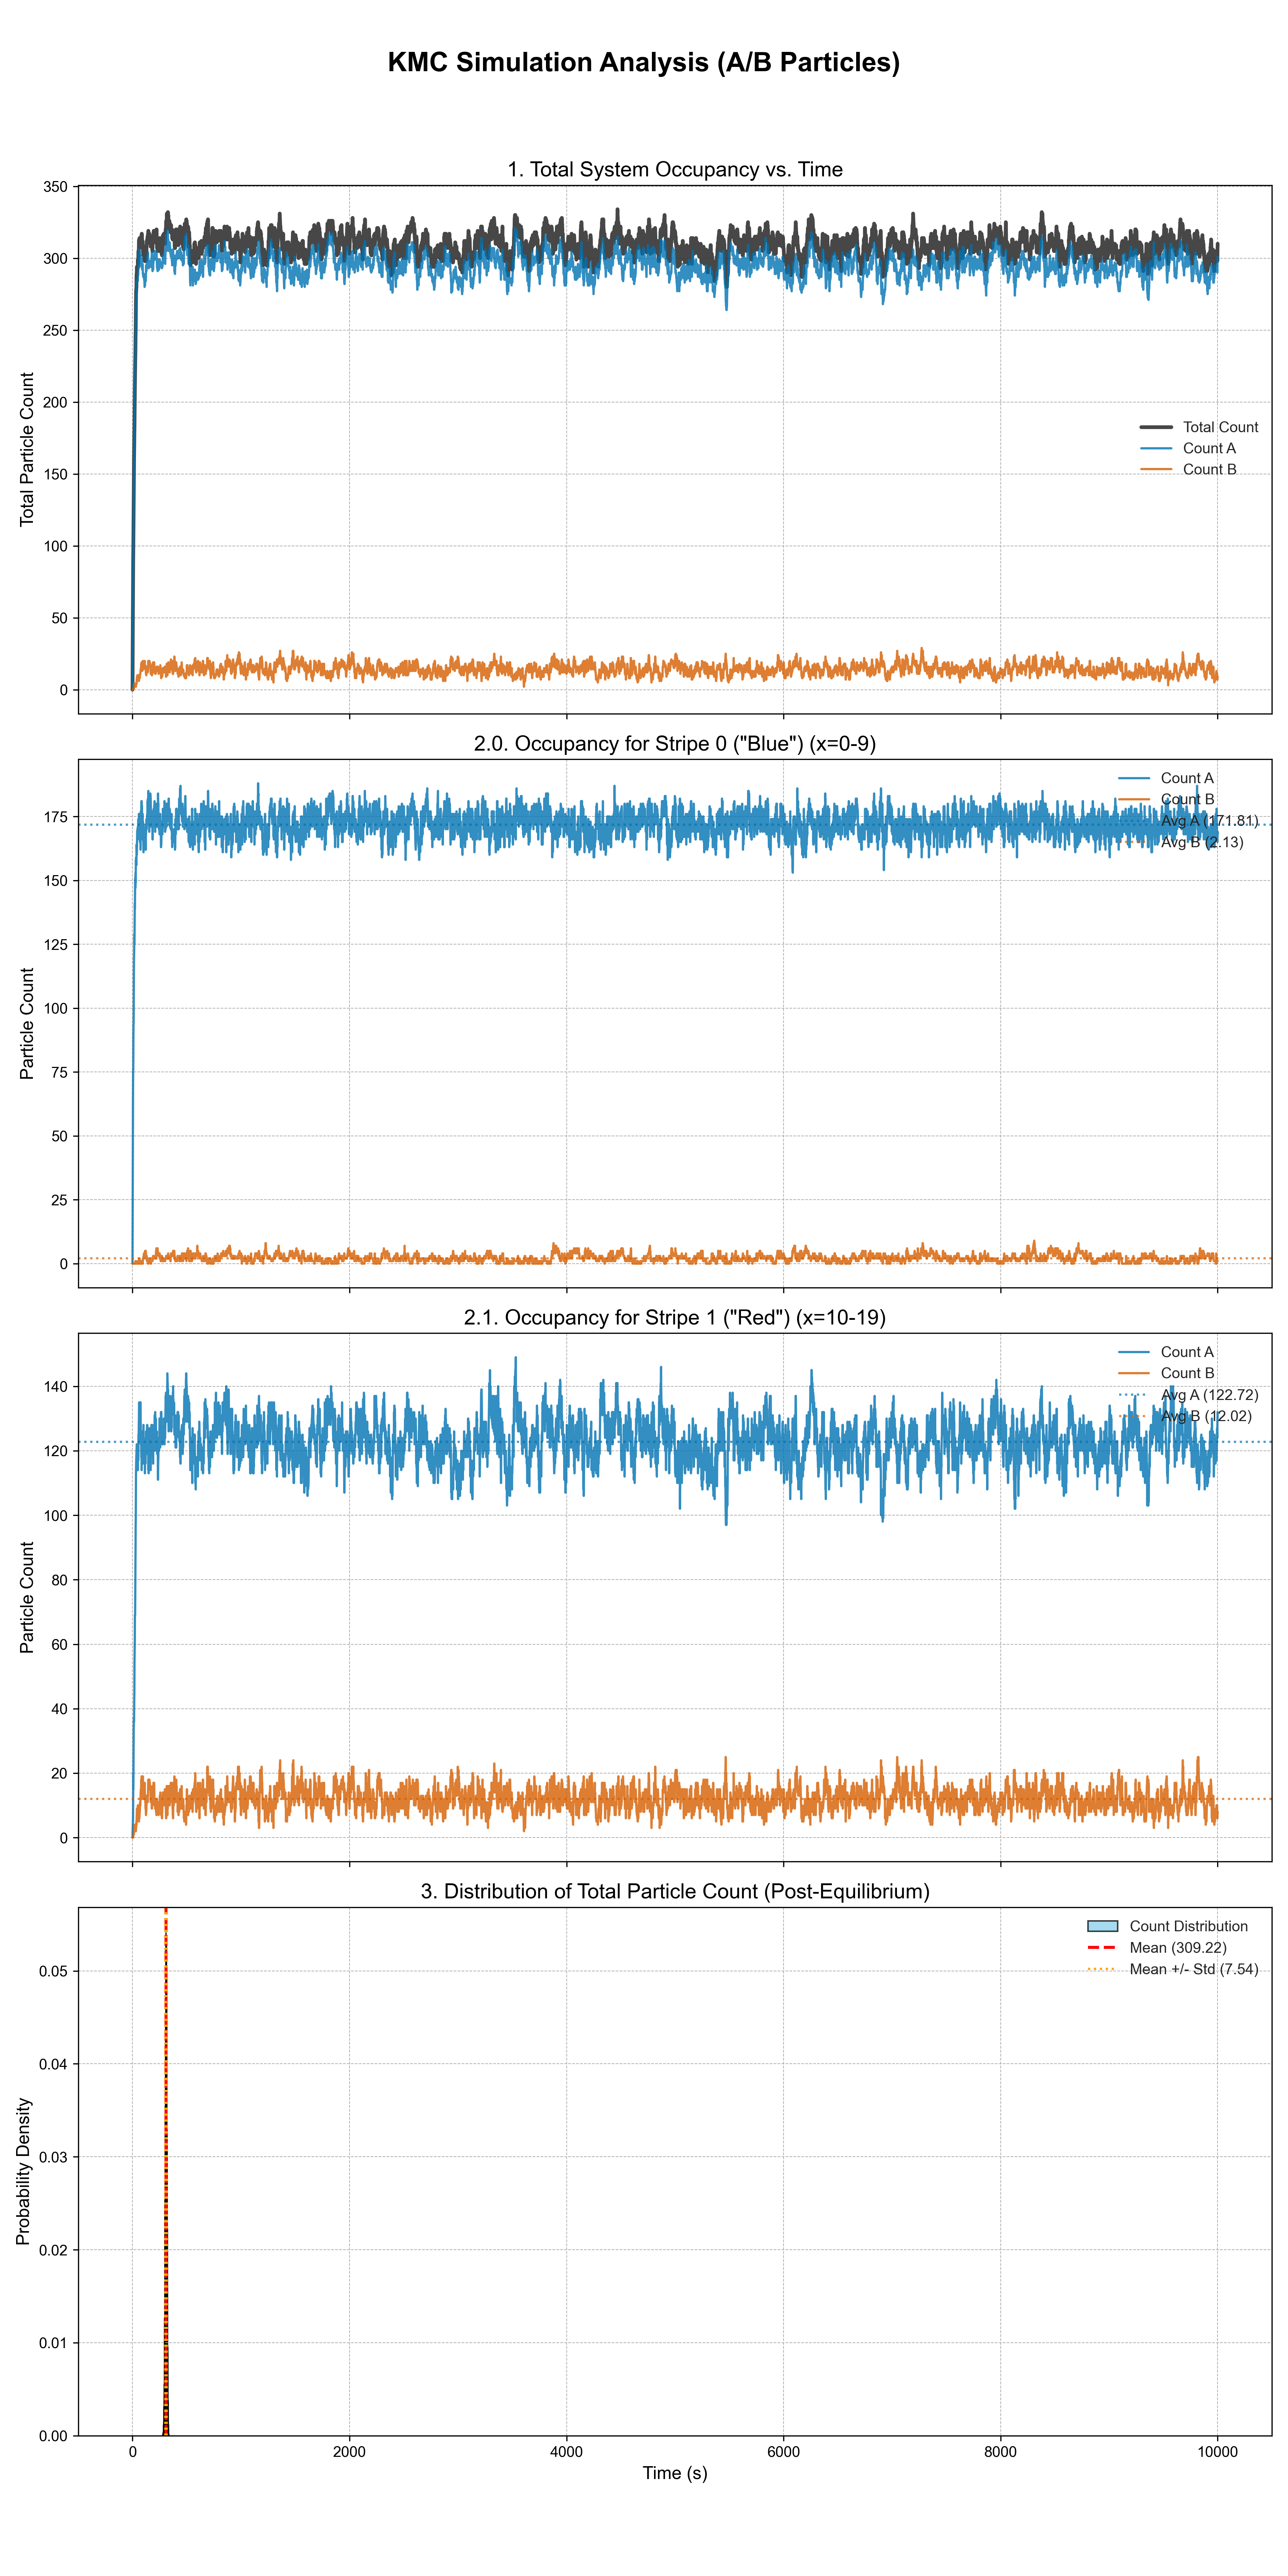 KMC Simulation Analysis (A/B Particles)
1. Total System Occupancy vs. Time
350
300
250
200
150
100
50
0
Total Particle Count
Total Count
Count A
Count B
2.0. Occupancy for Stripe 0 ("Blue") (x=0-9)
175
150
125
100
75
50
25
0
Particle Count
Count A
Count B
Avg A (171.81)
Avg B (2.13)
2.1. Occupancy for Stripe 1 ("Red") (x=10-19)
140
120
100
80
60
40
20
0
Particle Count
Count A
Count B
Avg A (122.72)
Avg B (12.02)
3. Distribution of Total Particle Count (Post-Equilibrium)
0.05
0.04
0.03
0.02
0.01
0.00
Probability Density
Count Distribution
Mean (309.22)
Mean +/- Std (7.54)
0 2000 4000 6000 8000 10000
Time (s)